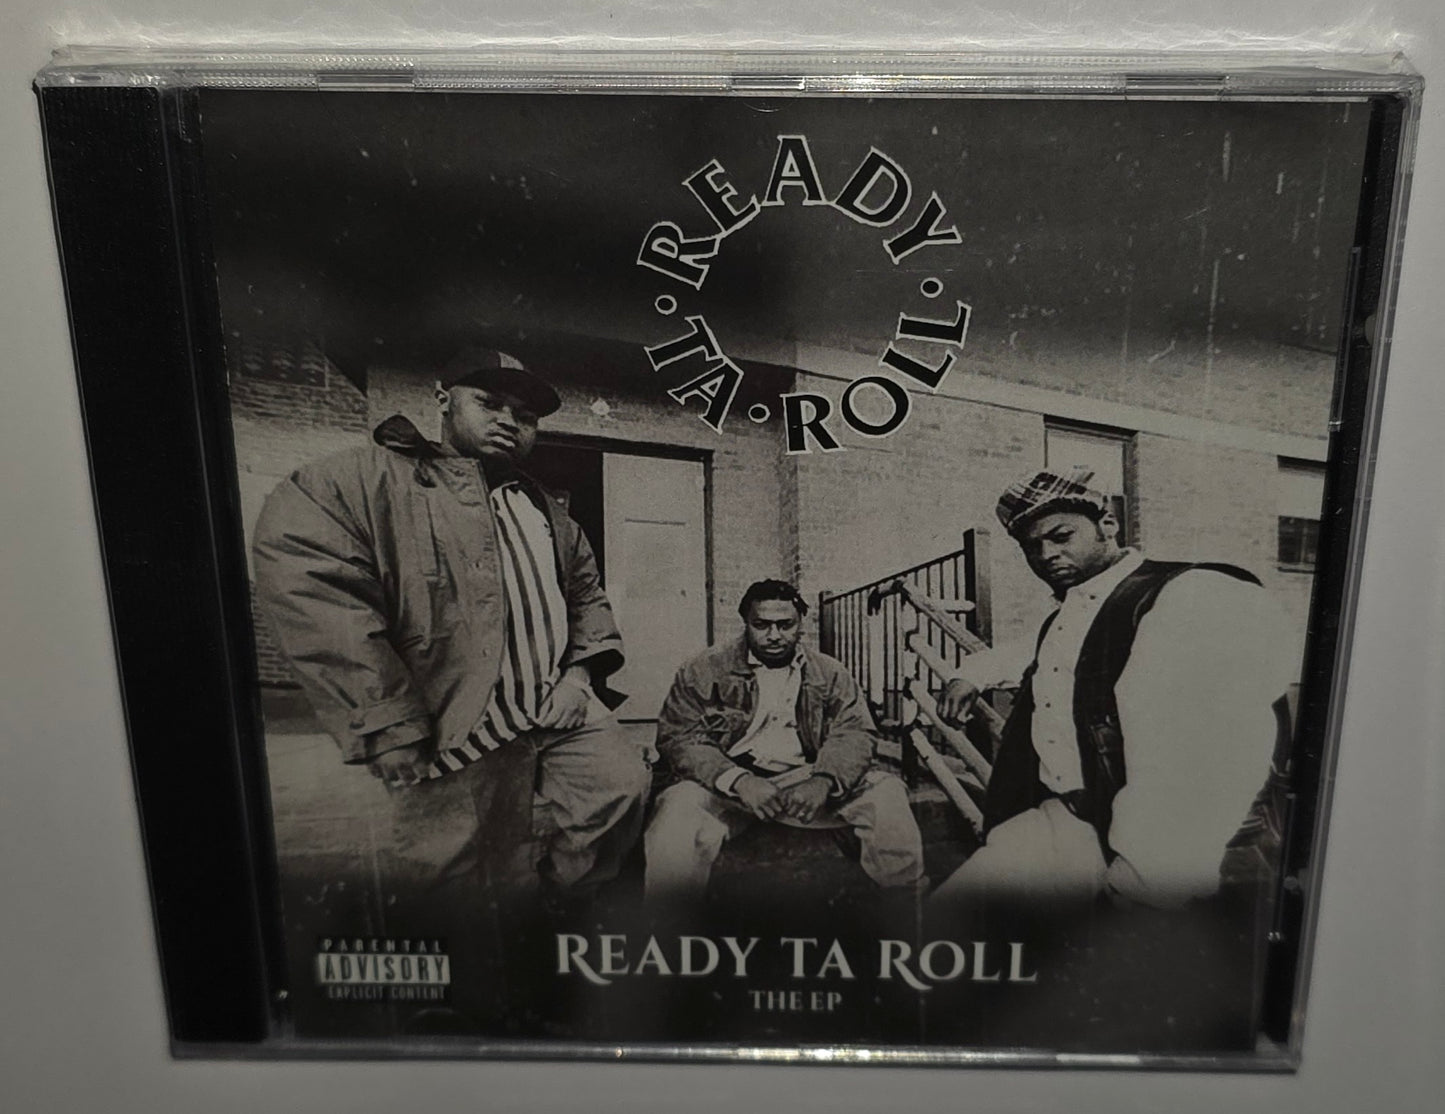 READY · TA · ROLL ·
PARENTAL
ADVISORY
EXPLICIT CONTENT
READY TA ROLL
THE EP